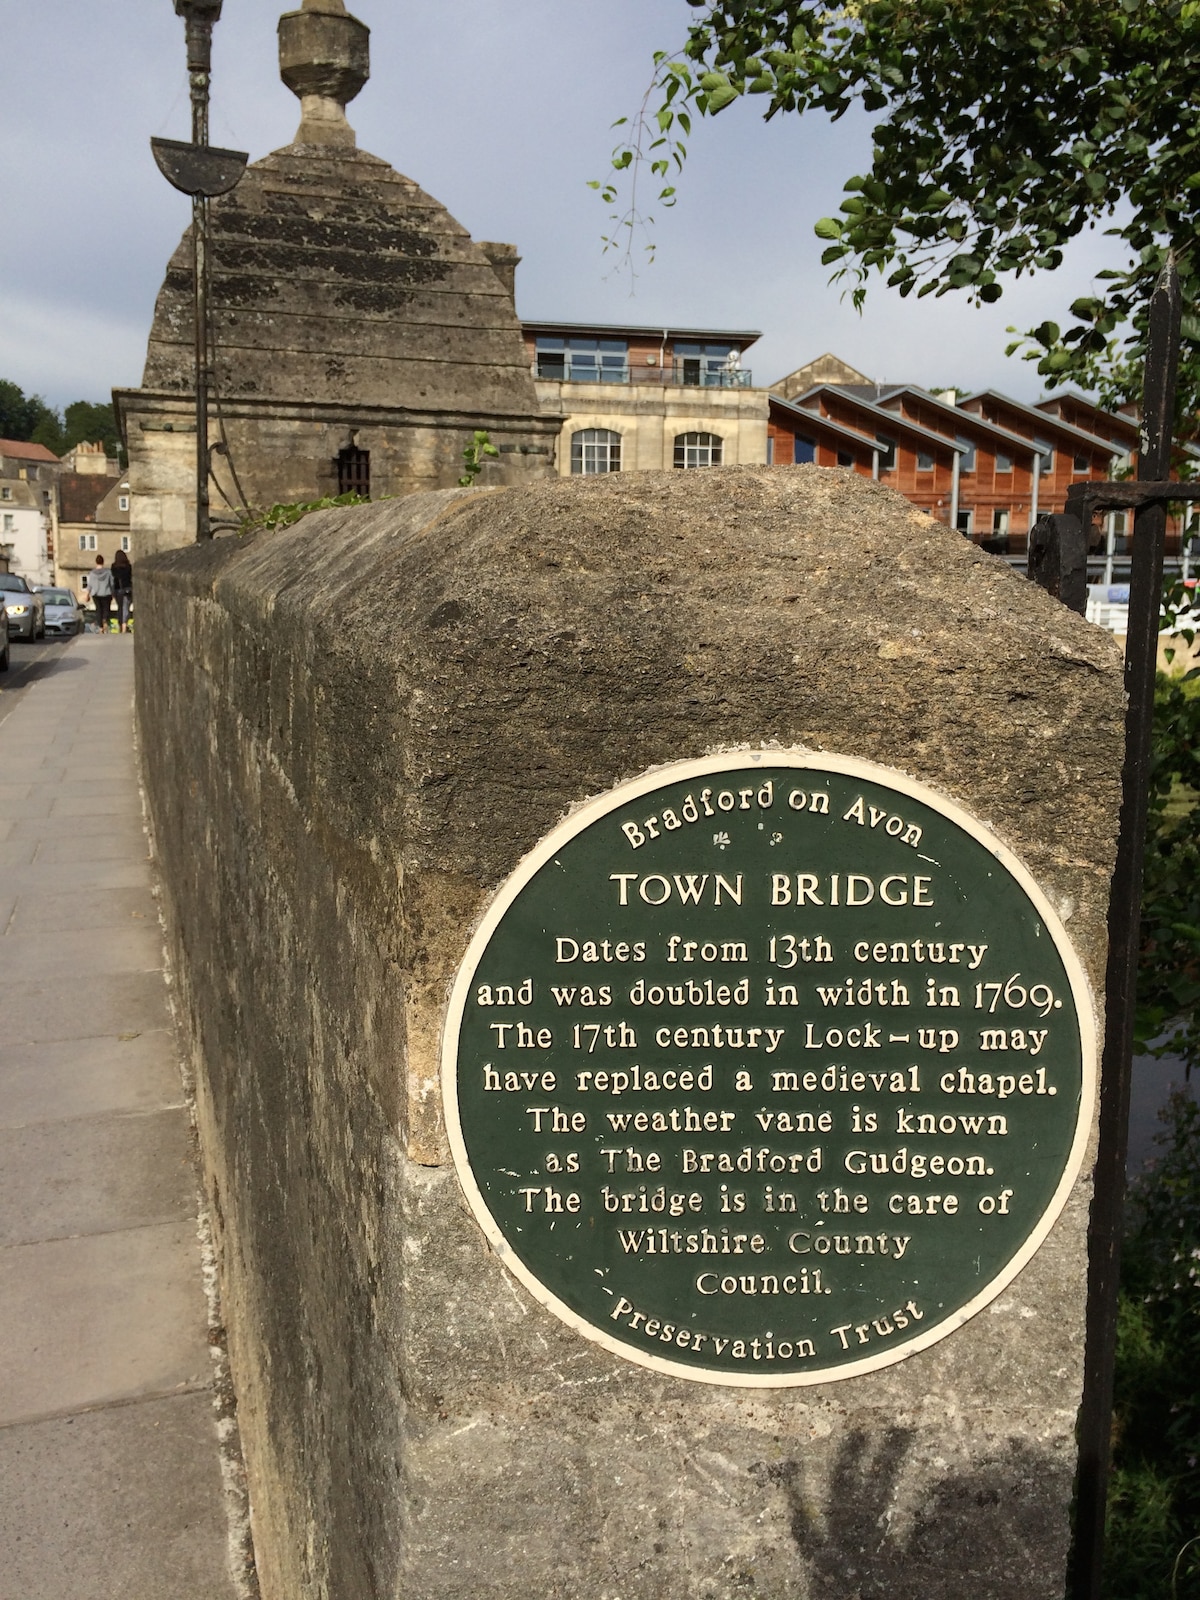 Bradford on Avon
TOWN BRIDGE
Dates from 13th century
and was doubled in width in 1769.
The 17th century Lock-up may
have replaced a medieval chapel.
The weather vane is known
as The Bradford Gudgeon.
The bridge is in the care of
Wiltshire County
Council.
Preservation Trust